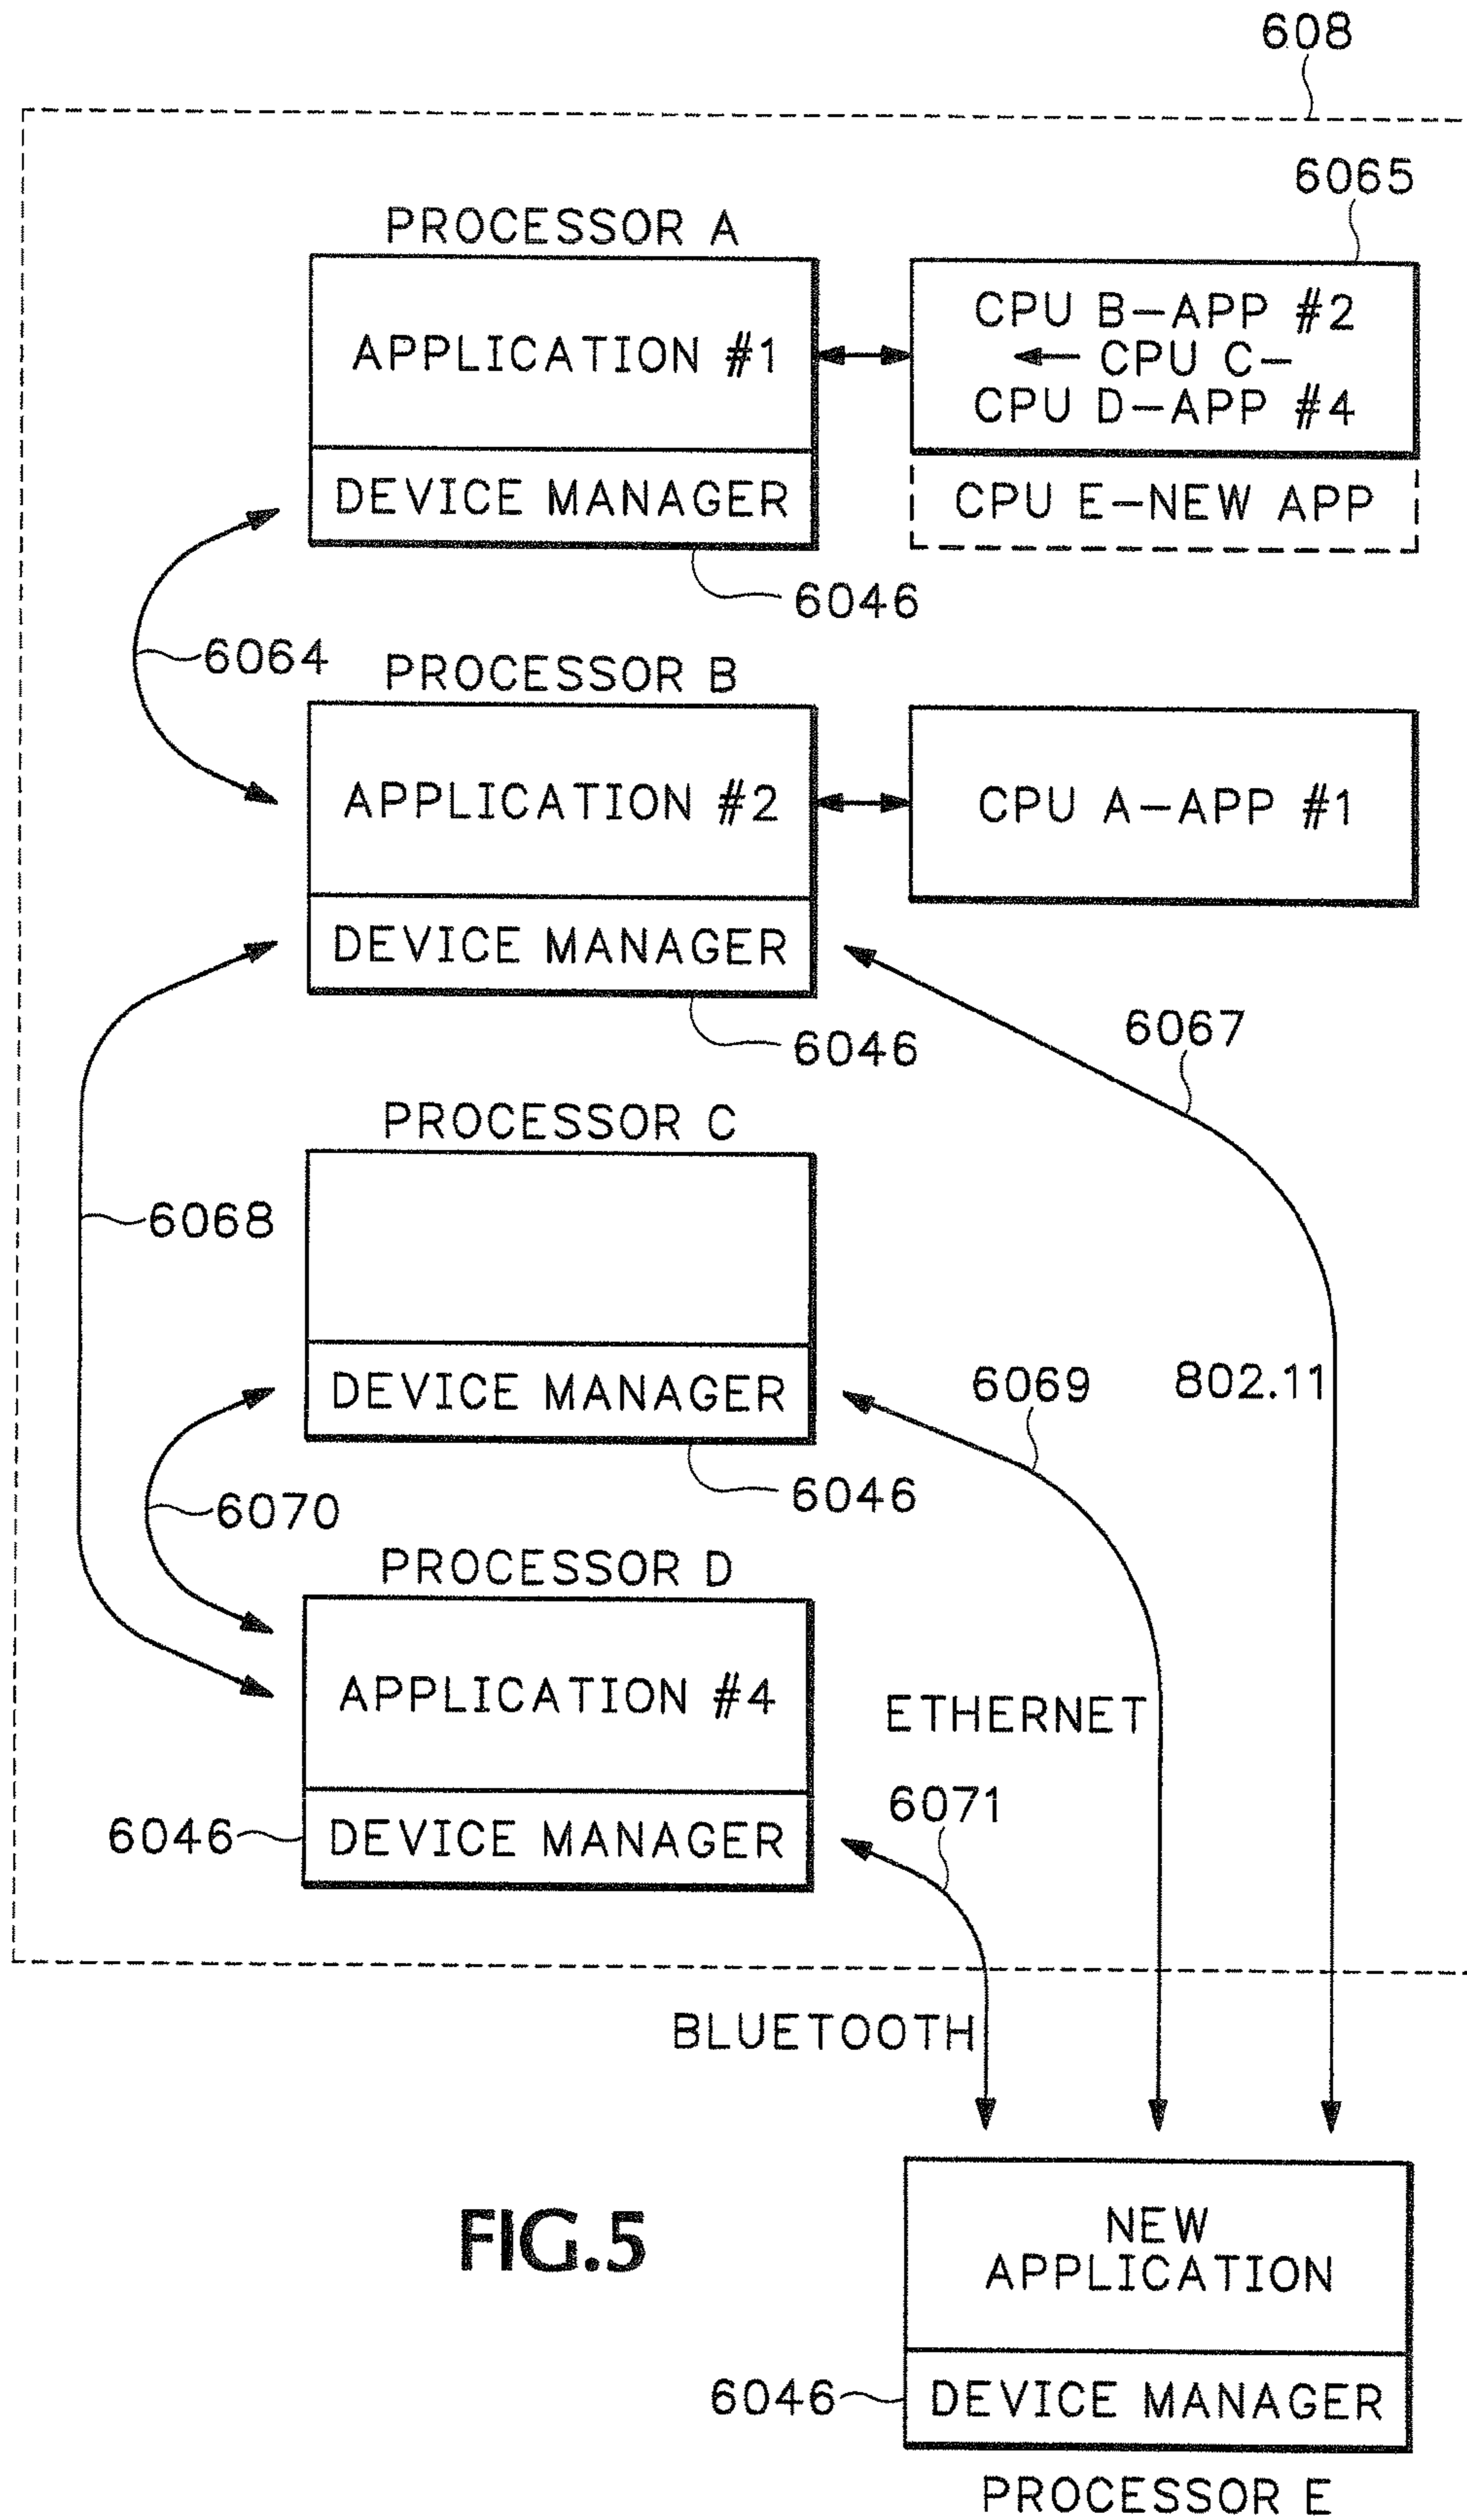 608
6065
PROCESSOR A
APPLICATION #1
DEVICE MANAGER
CPU B-APP #2
← CPU C-
CPU D-APP #4
CPU E-NEW APP
6046
6064
PROCESSOR B
APPLICATION #2
DEVICE MANAGER
CPU A-APP #1
6046
6067
PROCESSOR C
6068
DEVICE MANAGER
6069
802.11
6046
6070
PROCESSOR D
APPLICATION #4
ETHERNET
6071
6046
DEVICE MANAGER
BLUETOOTH
FIG.5
NEW
APPLICATION
6046
DEVICE MANAGER
PROCESSOR E